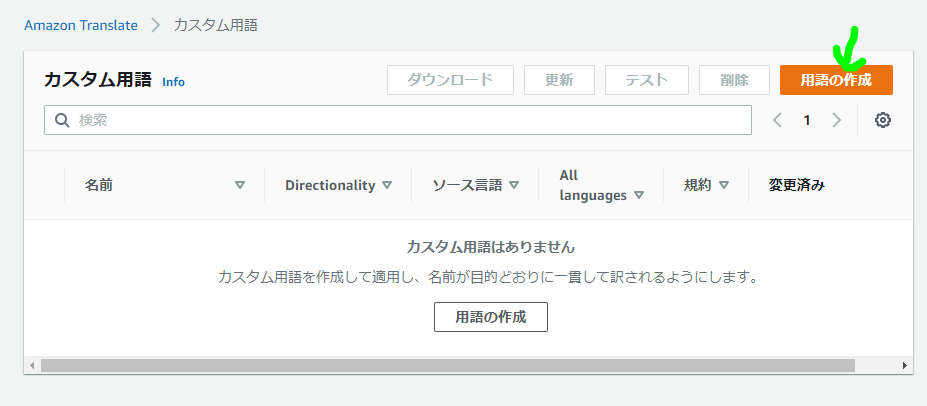 Amazon Translate > カスタム用語
カスタム用語 Info ダウンロード 更新 テスト 削除 用語の作成
検索 1
名前 Directionality ソース言語 All languages 規約 変更済み
カスタム用語はありません
カスタム用語を作成して適用し、名前が目的どおりに一貫して訳されるようにします。
用語の作成